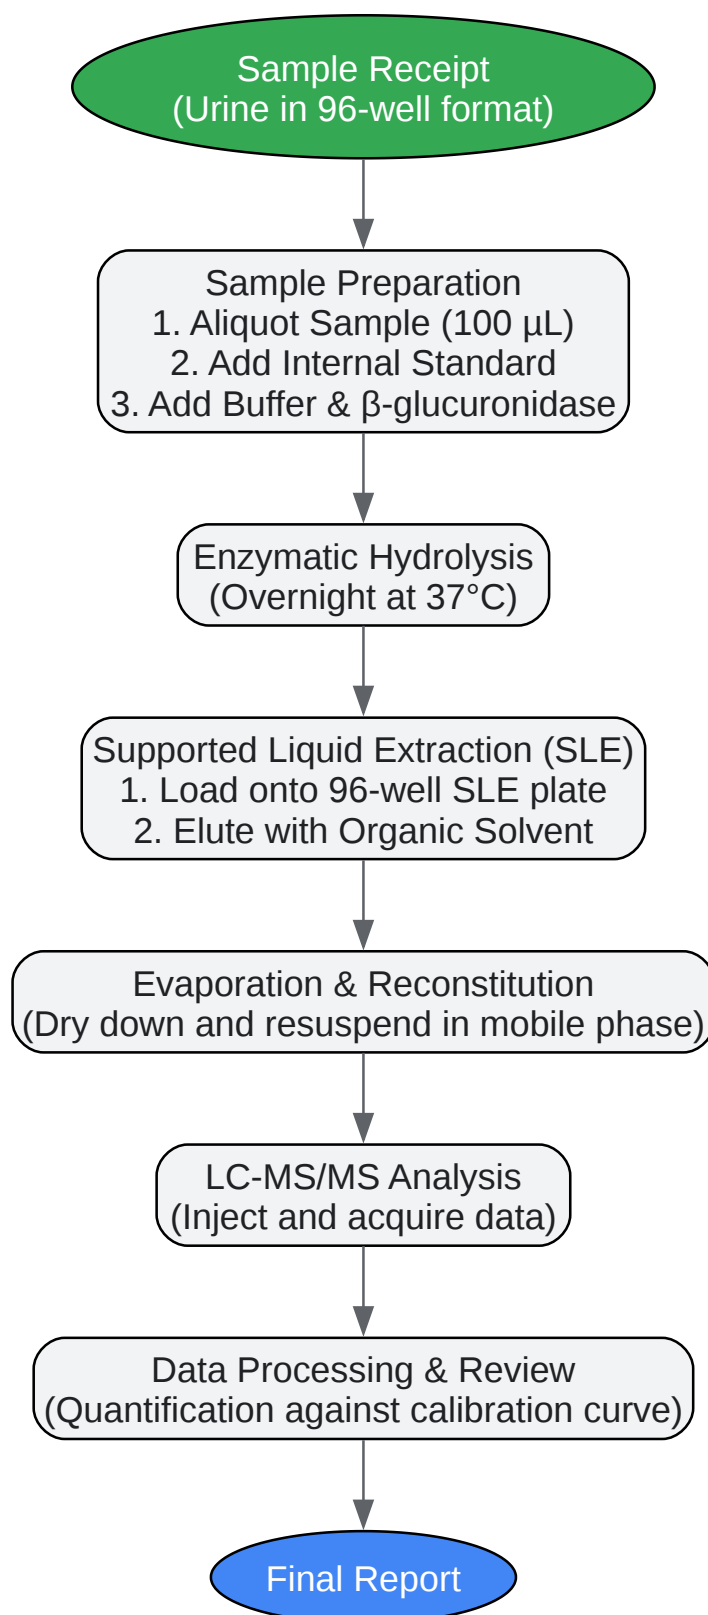 Sample Receipt
(Urine in 96-well format)
Sample Preparation
1. Aliquot Sample (100 µL)
2. Add Internal Standard
3. Add Buffer & β-glucuronidase
Enzymatic Hydrolysis
(Overnight at 37°C)
Supported Liquid Extraction (SLE)
1. Load onto 96-well SLE plate
2. Elute with Organic Solvent
Evaporation & Reconstitution
(Dry down and resuspend in mobile phase)
LC-MS/MS Analysis
(Inject and acquire data)
Data Processing & Review
(Quantification against calibration curve)
Final Report